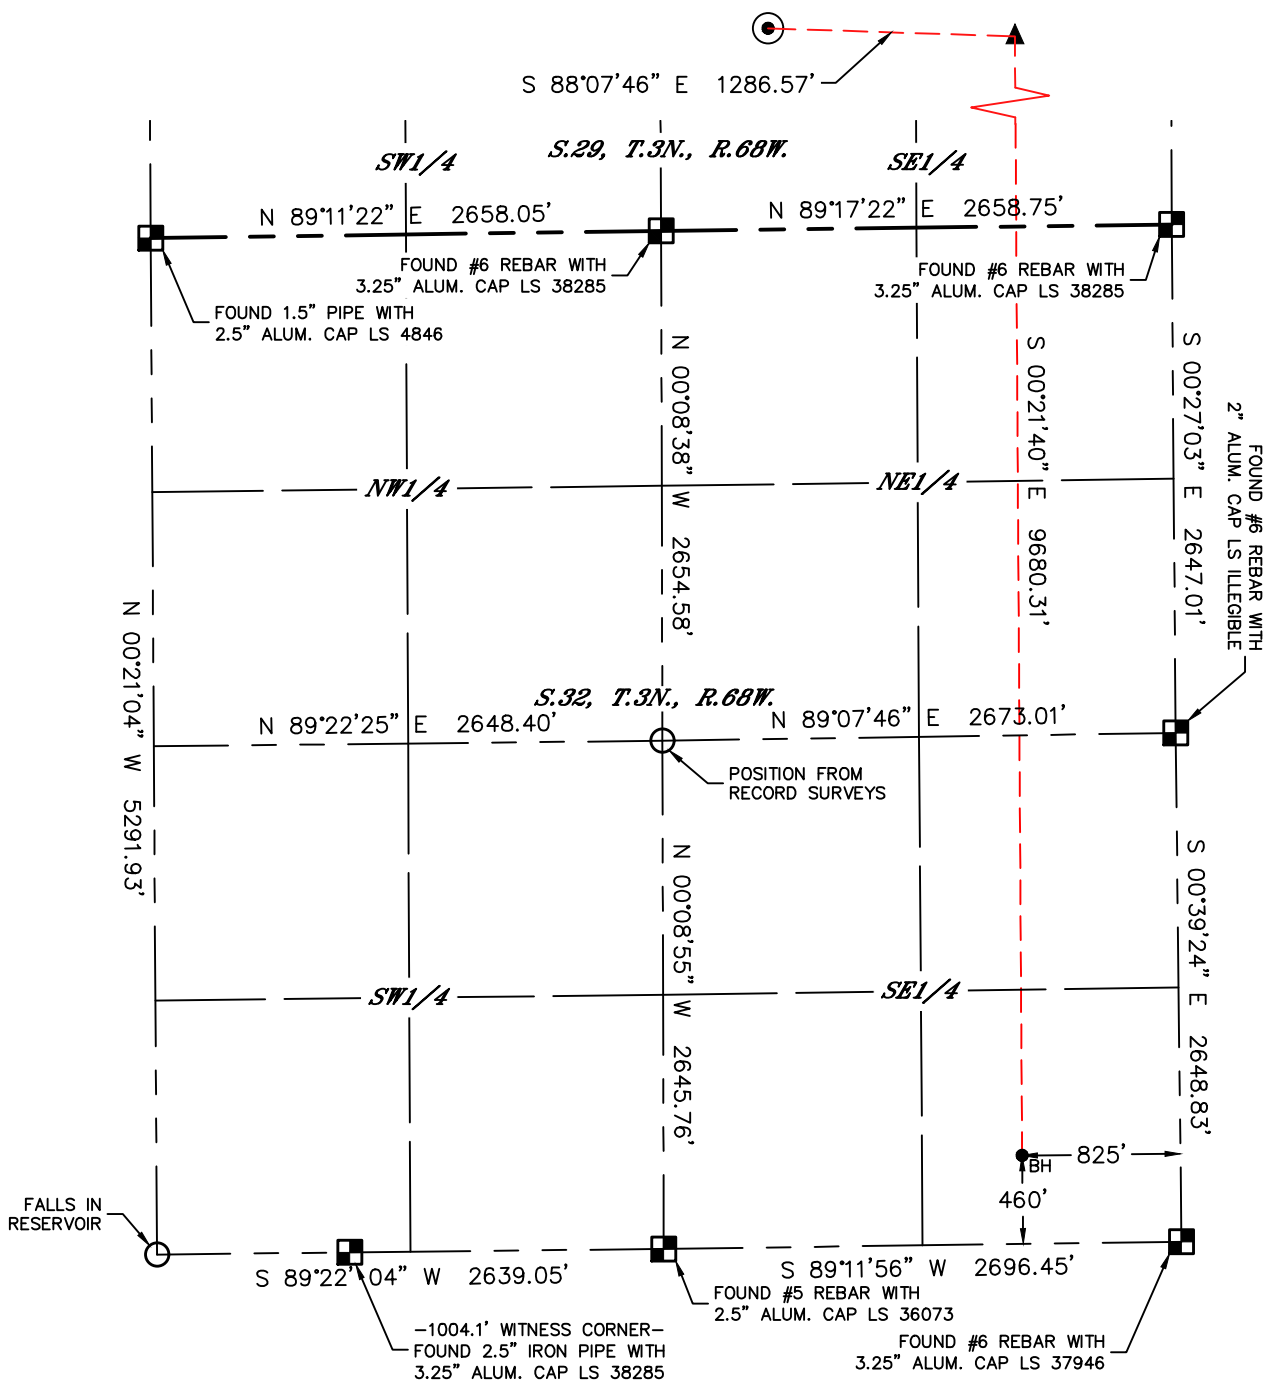 S 88°07'46" E 1286.57'
SW1/4
S.29, T.3N., R.68W.
SE1/4
N 89°11'22" E 2658.05'
N 89°17'22" E 2658.75'
FOUND #6 REBAR WITH
3.25" ALUM. CAP LS 38285
FOUND #6 REBAR WITH
3.25" ALUM. CAP LS 38285
FOUND 1.5" PIPE WITH
2.5" ALUM. CAP LS 4846
N 00°08'38" W 2654.58'
S 00°21'40" E 9680.31'
S 00°27'03" E 2647.01'
FOUND #6 REBAR WITH
2" ALUM. CAP LS ILLEGIBLE
NW1/4
NE1/4
N 00°21'04" W 5291.93'
S.32, T.3N., R.68W.
N 89°22'25" E 2648.40'
N 89°07'46" E 2673.01'
POSITION FROM
RECORD SURVEYS
N 00°08'55" W 2645.76'
S 00°39'24" E 2648.83'
SW1/4
SE1/4
BH
825'
460'
FALLS IN
RESERVOIR
S 89°22'04" W 2639.05'
S 89°11'56" W 2696.45'
FOUND #5 REBAR WITH
2.5" ALUM. CAP LS 36073
-1004.1' WITNESS CORNER-
FOUND 2.5" IRON PIPE WITH
3.25" ALUM. CAP LS 38285
FOUND #6 REBAR WITH
3.25" ALUM. CAP LS 37946